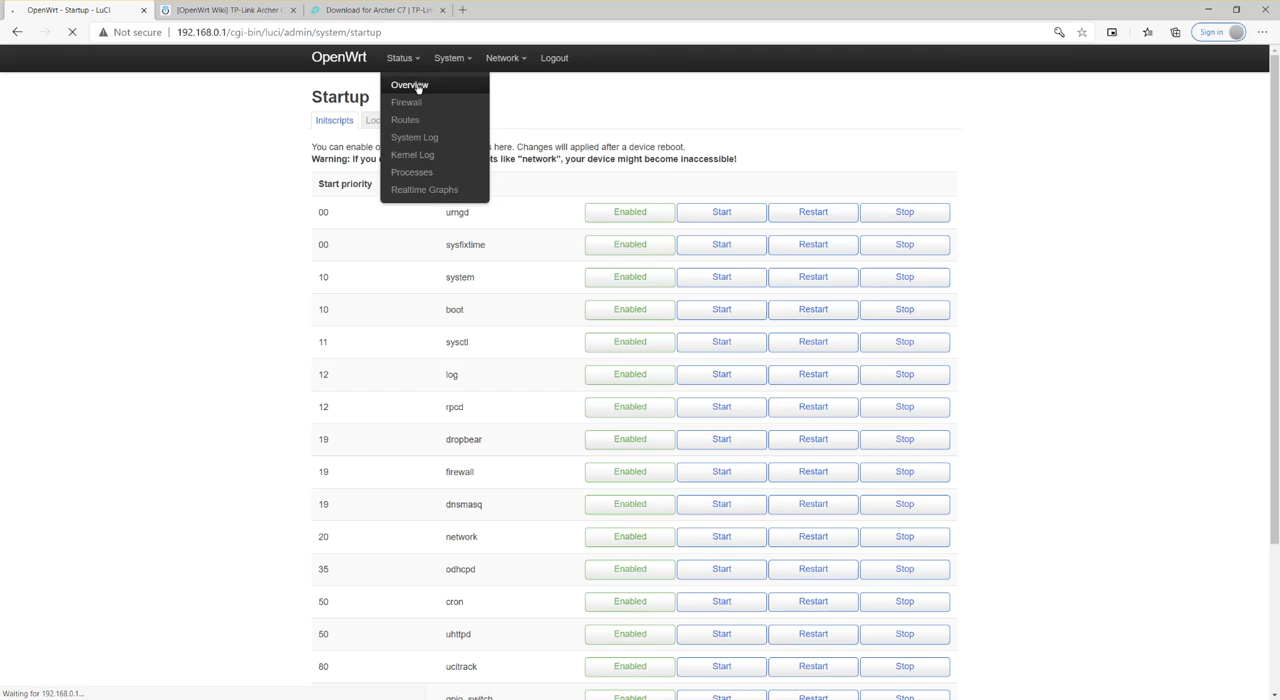 OpenWrt - Startup - LuCI
[OpenWrt Wiki] TP-Link Archer C
Download for Archer C7 | TP-Lin
Not secure
192.168.0.1/cgi-bin/luci/admin/system/startup
Sign in
OpenWrt
Status
System
Network
Logout
Overview
Firewall
Routes
System Log
Kernel Log
Processes
Realtime Graphs
Startup
Initscripts
Loc
You can enable o
s here. Changes will applied after a device reboot.
Warning: If you
ts like "network", your device might become inaccessible!
Start priority
00 urngd Enabled Start Restart Stop
00 sysfixtime Enabled Start Restart Stop
10 system Enabled Start Restart Stop
10 boot Enabled Start Restart Stop
11 sysctl Enabled Start Restart Stop
12 log Enabled Start Restart Stop
12 rpcd Enabled Start Restart Stop
19 dropbear Enabled Start Restart Stop
19 firewall Enabled Start Restart Stop
19 dnsmasq Enabled Start Restart Stop
20 network Enabled Start Restart Stop
35 odhcpd Enabled Start Restart Stop
50 cron Enabled Start Restart Stop
50 uhttpd Enabled Start Restart Stop
80 ucitrack Enabled Start Restart Stop
gpio_switch Enabled Start Restart Stop
Waiting for 192.168.0.1...